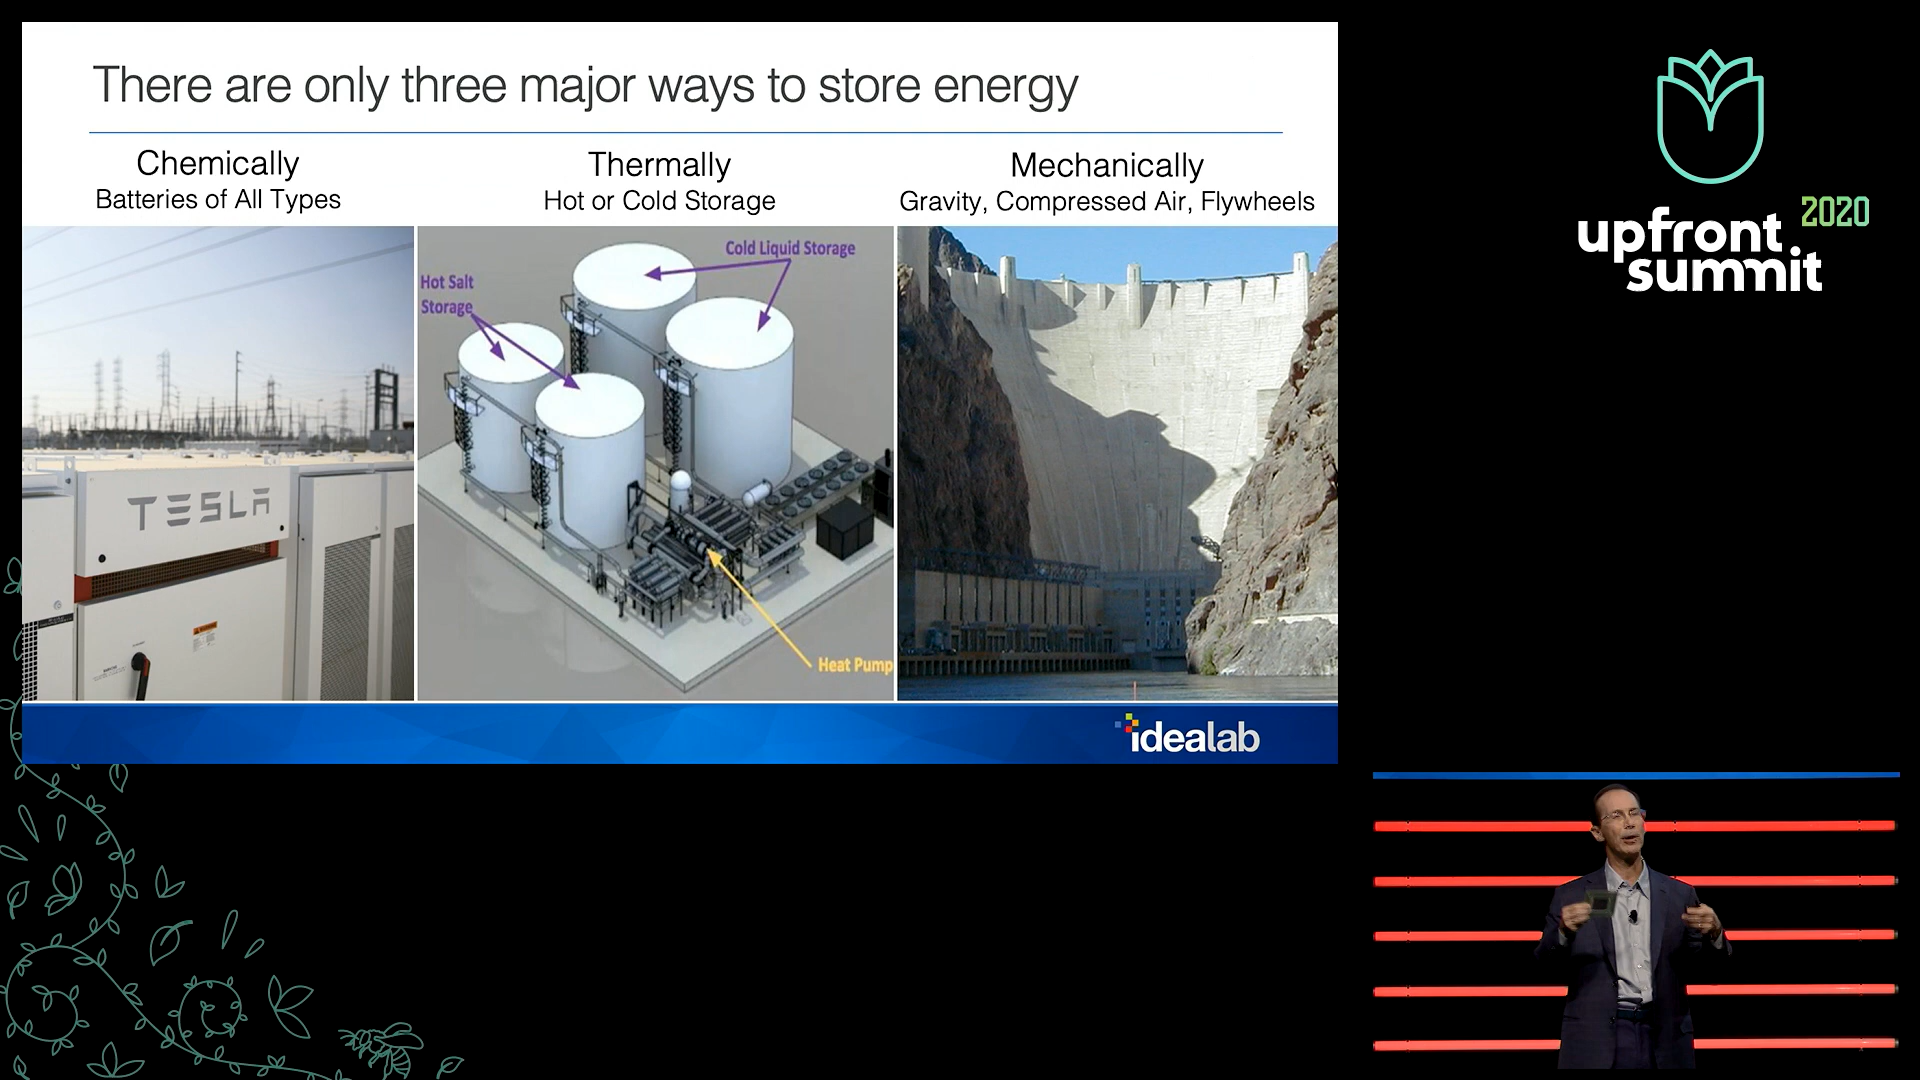 There are only three major ways to store energy
Chemically
Batteries of All Types
Thermally
Hot or Cold Storage
Mechanically
Gravity, Compressed Air, Flywheels
TESLA
Hot Salt
Storage
Cold Liquid Storage
Heat Pump
idealab
upfront 2020
summit